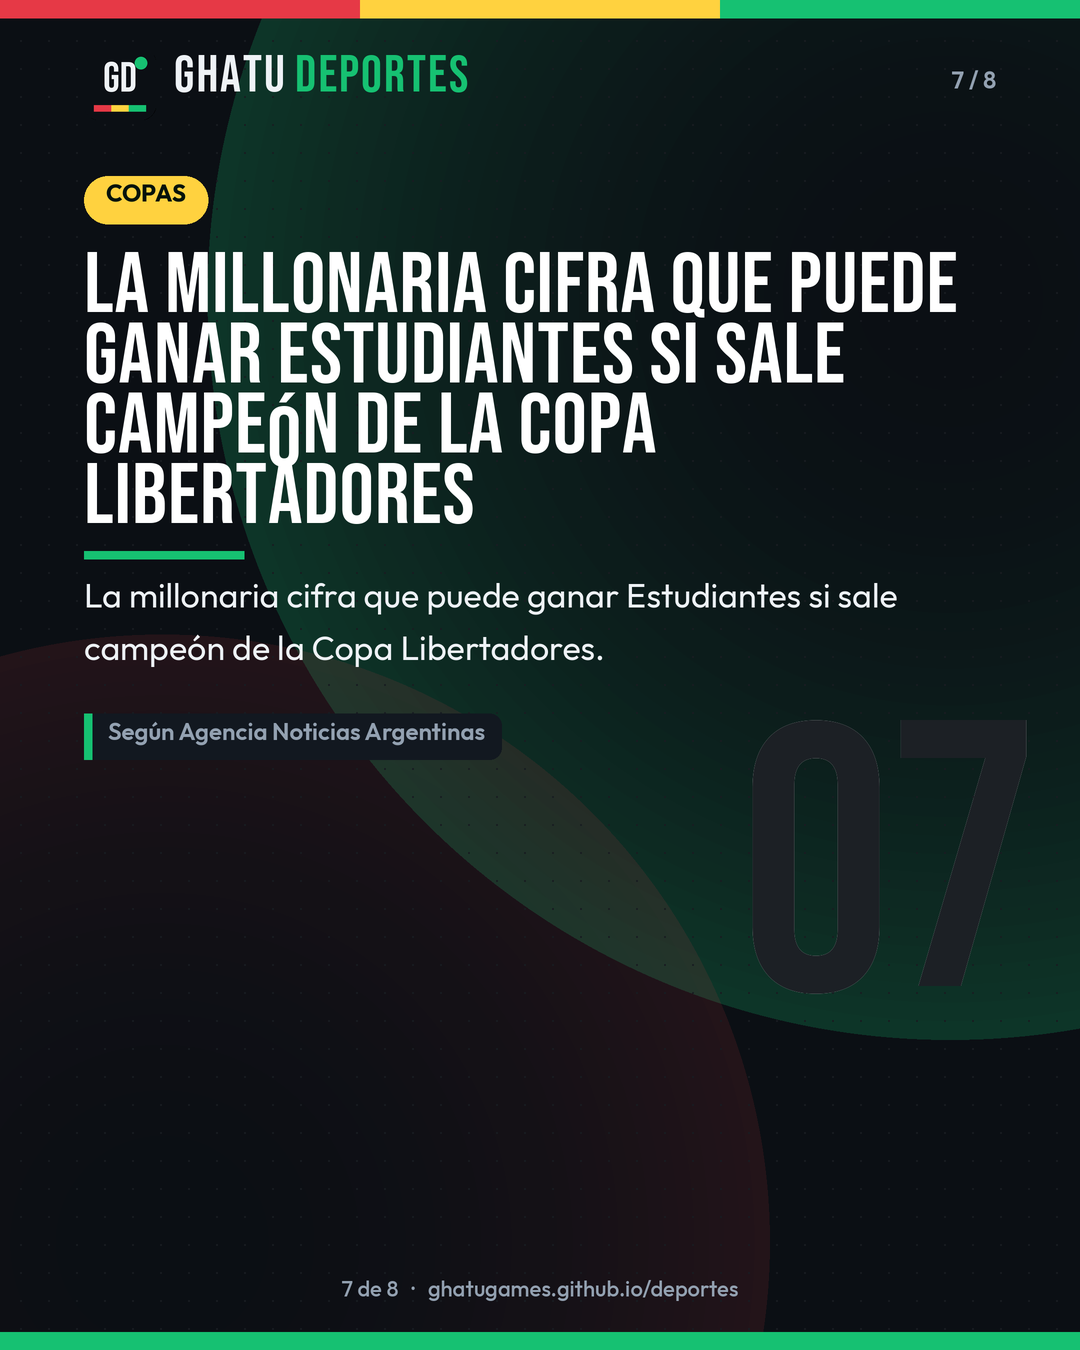 GD GHATU DEPORTES
7 / 8
COPAS
LA MILLONARIA CIFRA QUE PUEDE
GANAR ESTUDIANTES SI SALE
CAMPEÓN DE LA COPA
LIBERTADORES
La millonaria cifra que puede ganar Estudiantes si sale
campeón de la Copa Libertadores.
Según Agencia Noticias Argentinas
07
7 de 8 · ghatugames.github.io/deportes